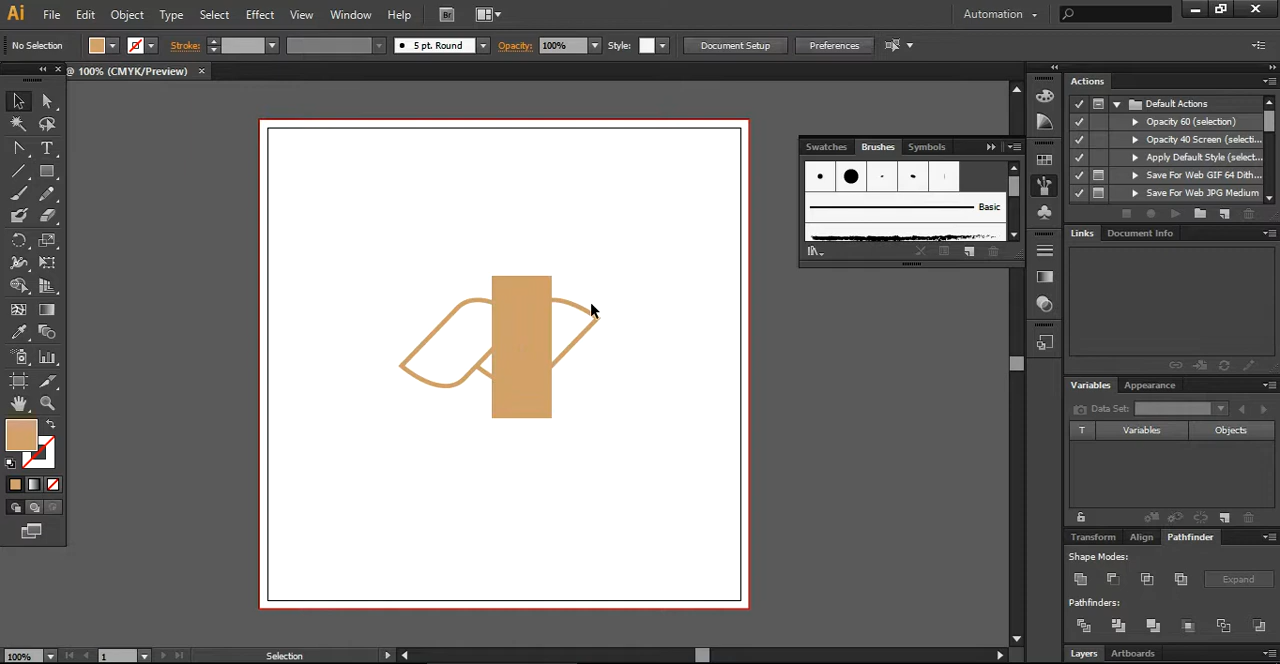 Ai File Edit Object Type Select Effect View Window Help Br Automation
No Selection Stroke: 5 pt. Round Opacity: 100% Style: Document Setup Preferences
@ 100% (CMYK/Preview)
Swatches Brushes Symbols
Basic
Actions
Default Actions
Opacity 60 (selection)
Opacity 40 Screen (selecti...
Apply Default Style (select...
Save For Web GIF 64 Dith...
Save For Web JPG Medium
Links Document Info
Variables Appearance
Data Set:
T Variables Objects
Transform Align Pathfinder
Shape Modes:
Expand
Pathfinders:
Layers Artboards
100% 1 Selection